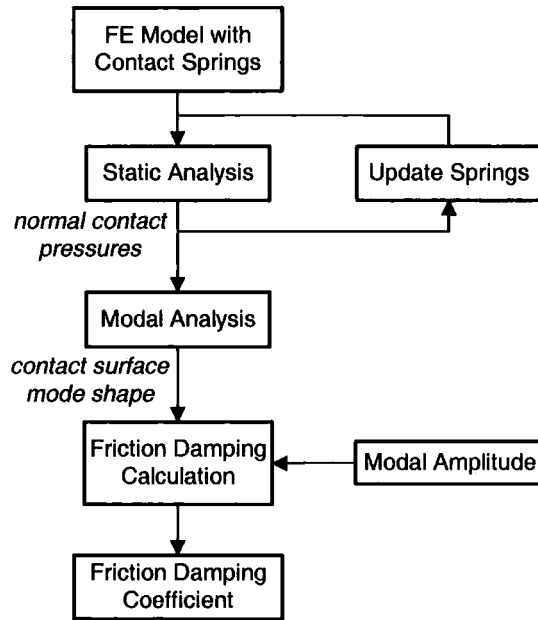 FE Model with
Contact Springs
Static Analysis
Update Springs
normal contact
pressures
Modal Analysis
contact surface
mode shape
Friction Damping
Calculation
Modal Amplitude
Friction Damping
Coefficient